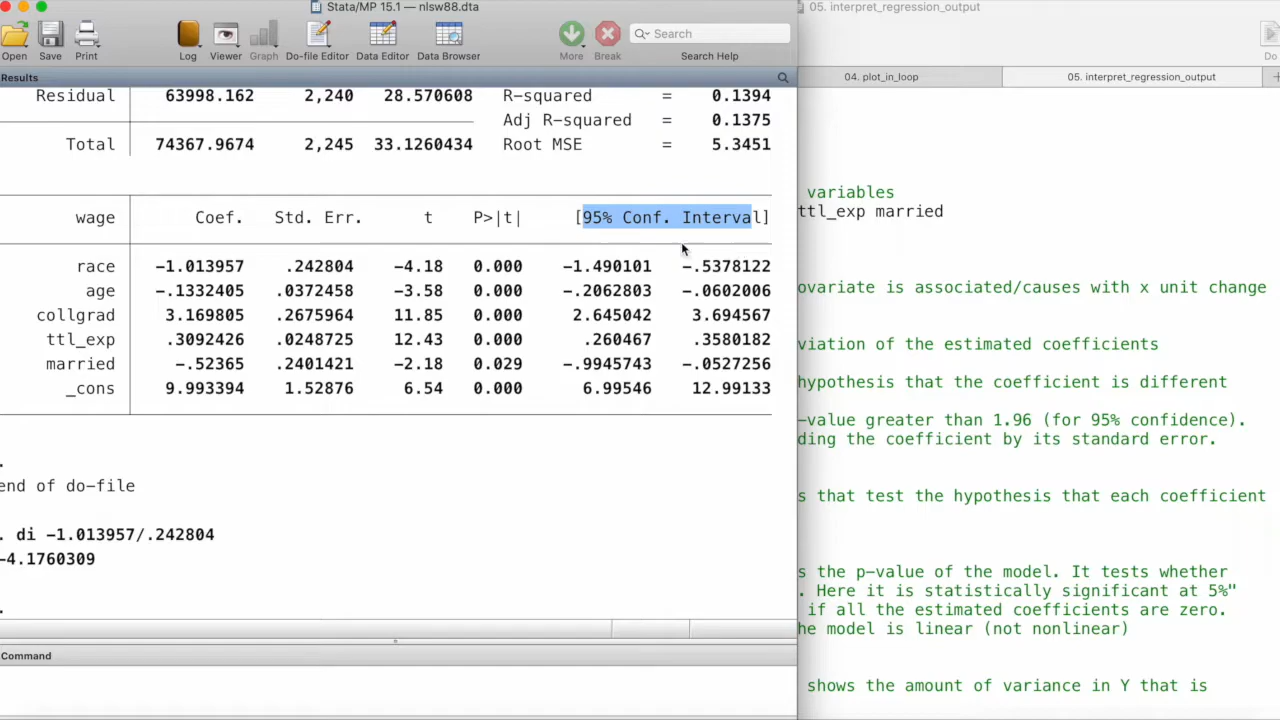 Stata/MP 15.1 — nlsw88.dta
05. interpret_regression_output
Open Save Print Log Viewer Graph Do-file Editor Data Editor Data Browser More Break Search Help
Search
Do
Results
04. plot_in_loop 05. interpret_regression_output
Residual 63998.162 2,240 28.570608 R-squared = 0.1394
Adj R-squared = 0.1375
Total 74367.9674 2,245 33.1260434 Root MSE = 5.3451
wage Coef. Std. Err. t P>|t| [95% Conf. Interval]
race -1.013957 .242804 -4.18 0.000 -1.490101 -.5378122
age -.1332405 .0372458 -3.58 0.000 -.2062803 -.0602006
collgrad 3.169805 .2675964 11.85 0.000 2.645042 3.694567
ttl_exp .3092426 .0248725 12.43 0.000 .260467 .3580182
married -.52365 .2401421 -2.18 0.029 -.9945743 -.0527256
_cons 9.993394 1.52876 6.54 0.000 6.99546 12.99133
.
end of do-file
. di -1.013957/.242804
-4.1760309
.
Command
variables
ttl_exp married
ovariate is associated/causes with x unit change
viation of the estimated coefficients
hypothesis that the coefficient is different
-value greater than 1.96 (for 95% confidence).
ding the coefficient by its standard error.
s that test the hypothesis that each coefficient
s the p-value of the model. It tests whether
. Here it is statistically significant at 5%"
if all the estimated coefficients are zero.
he model is linear (not nonlinear)
shows the amount of variance in Y that is